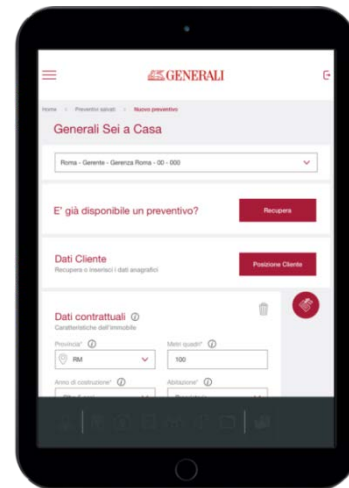 GENERALI
Home > Preventivi salvati > Nuovo preventivo
Generali Sei a Casa
Roma - Gerente - Gerenza Roma - 00 - 000
E' già disponibile un preventivo?
Recupera
Dati Cliente
Recupera o inserisci i dati anagrafici
Posizione Cliente
Dati contrattuali
Caratteristiche dell'immobile
Provincia* Metri quadri*
RM 100
Anno di costruzione* Abitazione*